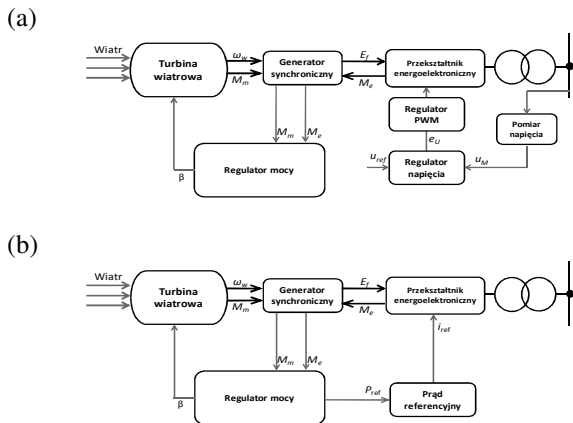 (a)
Wiatr
Turbina
wiatrowa
ω_w
M_m
Generator
synchroniczny
E_f
M_e
Przekształtnik
energoelektroniczny
Regulator
PWM
Pomiar
napięcia
M_m
M_e
e_U
u_ref
Regulator
napięcia
u_M
Regulator mocy
β
(b)
Wiatr
Turbina
wiatrowa
ω_w
M_m
Generator
synchroniczny
E_f
M_e
Przekształtnik
energoelektroniczny
i_ref
M_m
M_e
Regulator mocy
P_ref
Prąd
referencyjny
β